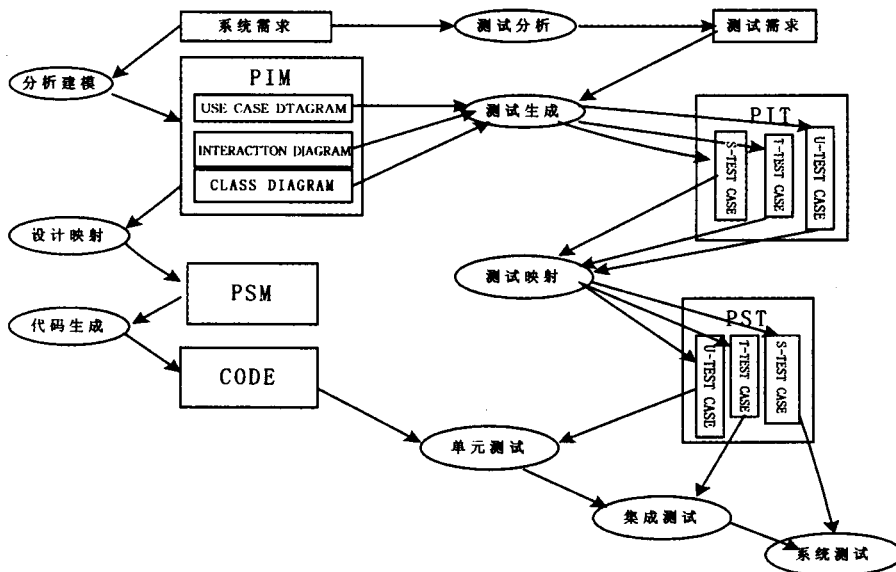 系统需求
测试分析
测试需求
分析建模
PIM
USE CASE DTAGRAM
INTERACTTON DIAGRAM
CLASS DIAGRAM
测试生成
PIT
S-TEST CASE
T-TEST CASE
U-TEST CASE
设计映射
测试映射
PSM
代码生成
PST
U-TEST CASE
T-TEST CASE
S-TEST CASE
CODE
单元测试
集成测试
系统测试